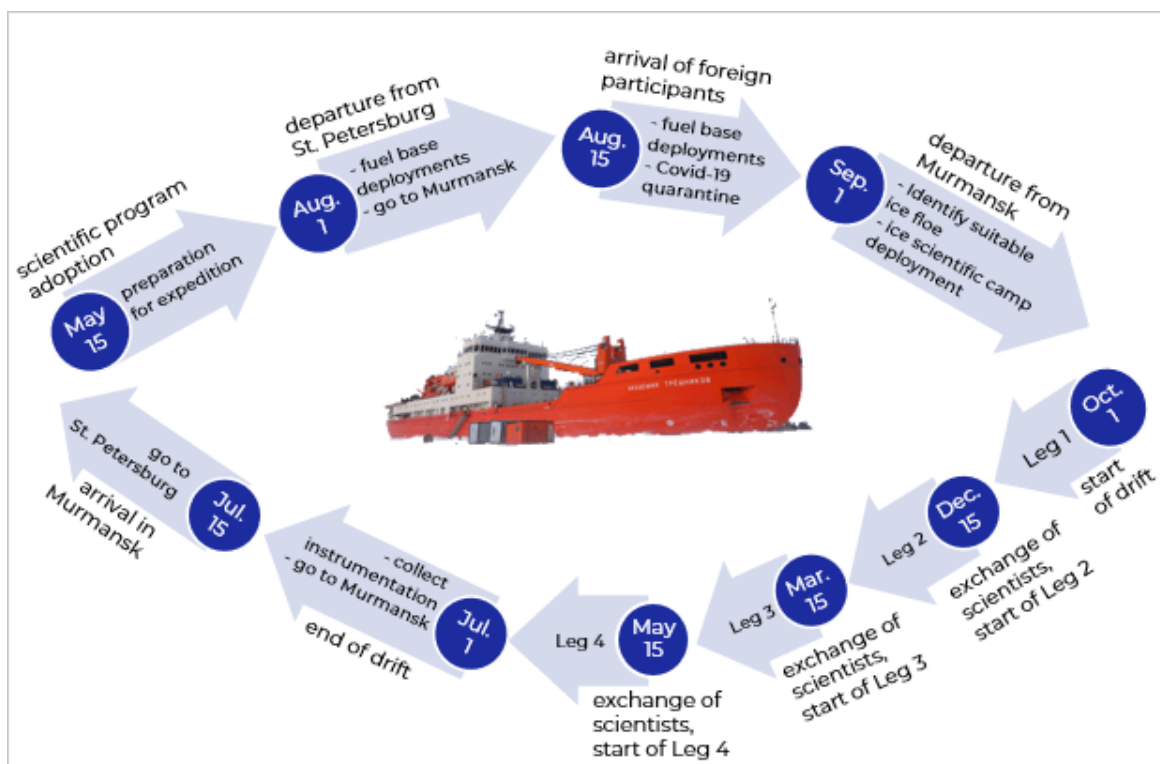 scientific program
adoption
May
15
preparation
for expedition
departure from
St. Petersburg
Aug.
1
- fuel base
deployments
- go to Murmansk
arrival of foreign
participants
Aug.
15
- fuel base
deployments
- Covid-19
quarantine
departure from
Murmansk
Sep.
1
- Identify suitable
ice floe
- ice scientific camp
deployment
Oct.
1
Leg 1
start
of drift
Dec.
15
Leg 2
exchange of
scientists,
start of Leg 2
Mar.
15
Leg 3
exchange of
scientists,
start of Leg 3
May
15
Leg 4
exchange of
scientists,
start of Leg 4
Jul.
1
- collect
instrumentation
- go to Murmansk
end of drift
Jul.
15
go to
St. Petersburg
arrival in
Murmansk
АКАДЕМИК ТРЁШНИКОВ